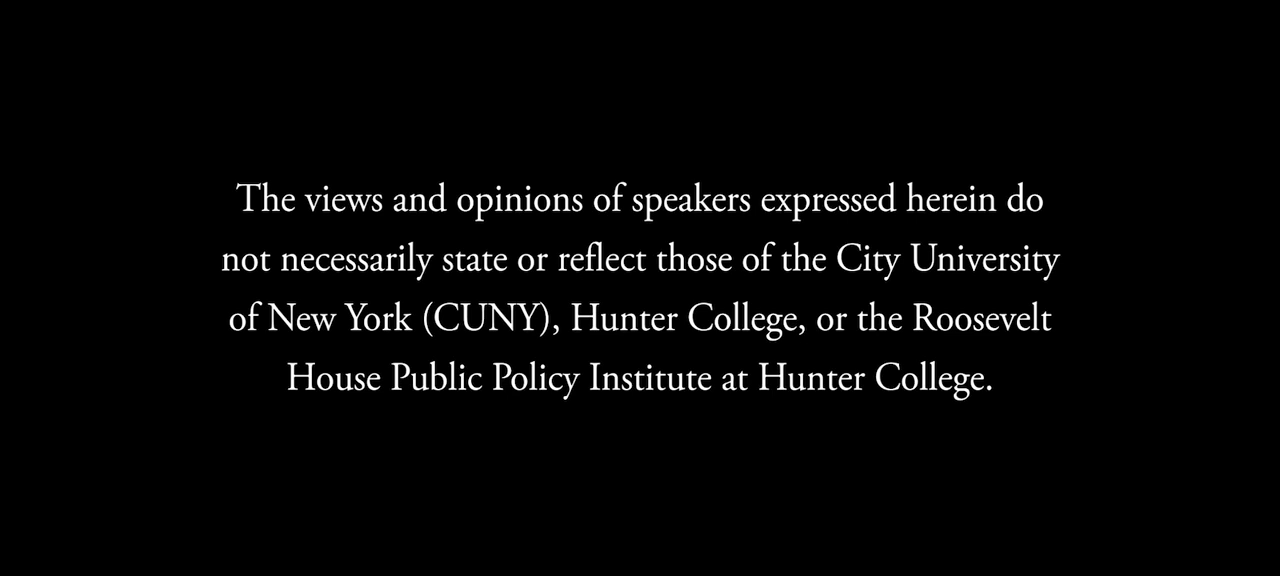 The views and opinions of speakers expressed herein do
not necessarily state or reflect those of the City University
of New York (CUNY), Hunter College, or the Roosevelt
House Public Policy Institute at Hunter College.